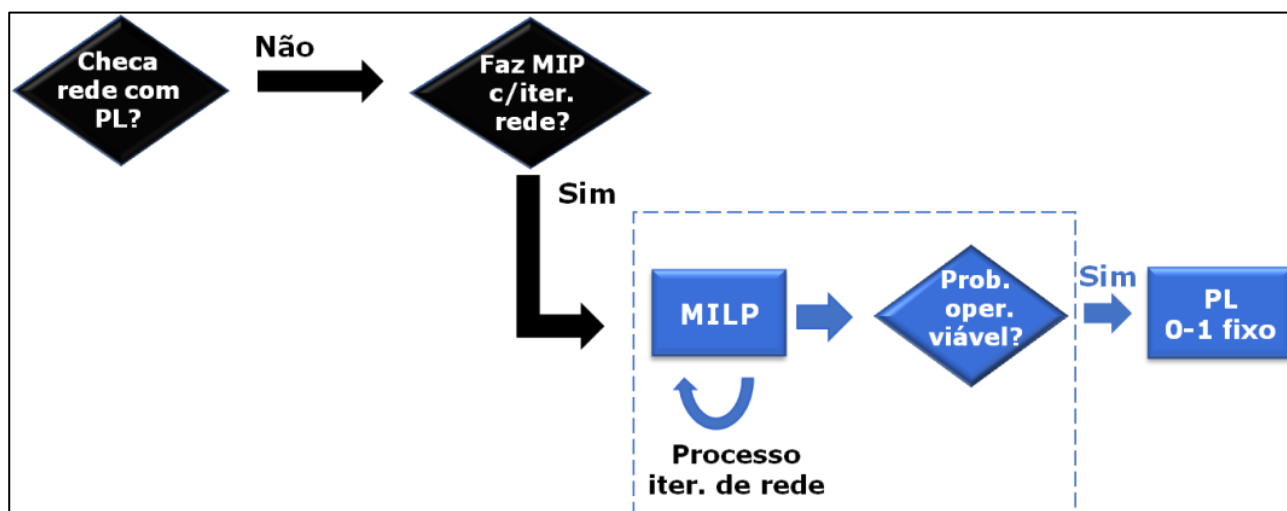 Checa
rede com
PL?
Não
Faz MIP
c/iter.
rede?
Sim
MILP
Processo
iter. de rede
Prob.
oper.
viável?
Sim
PL
0-1 fixo